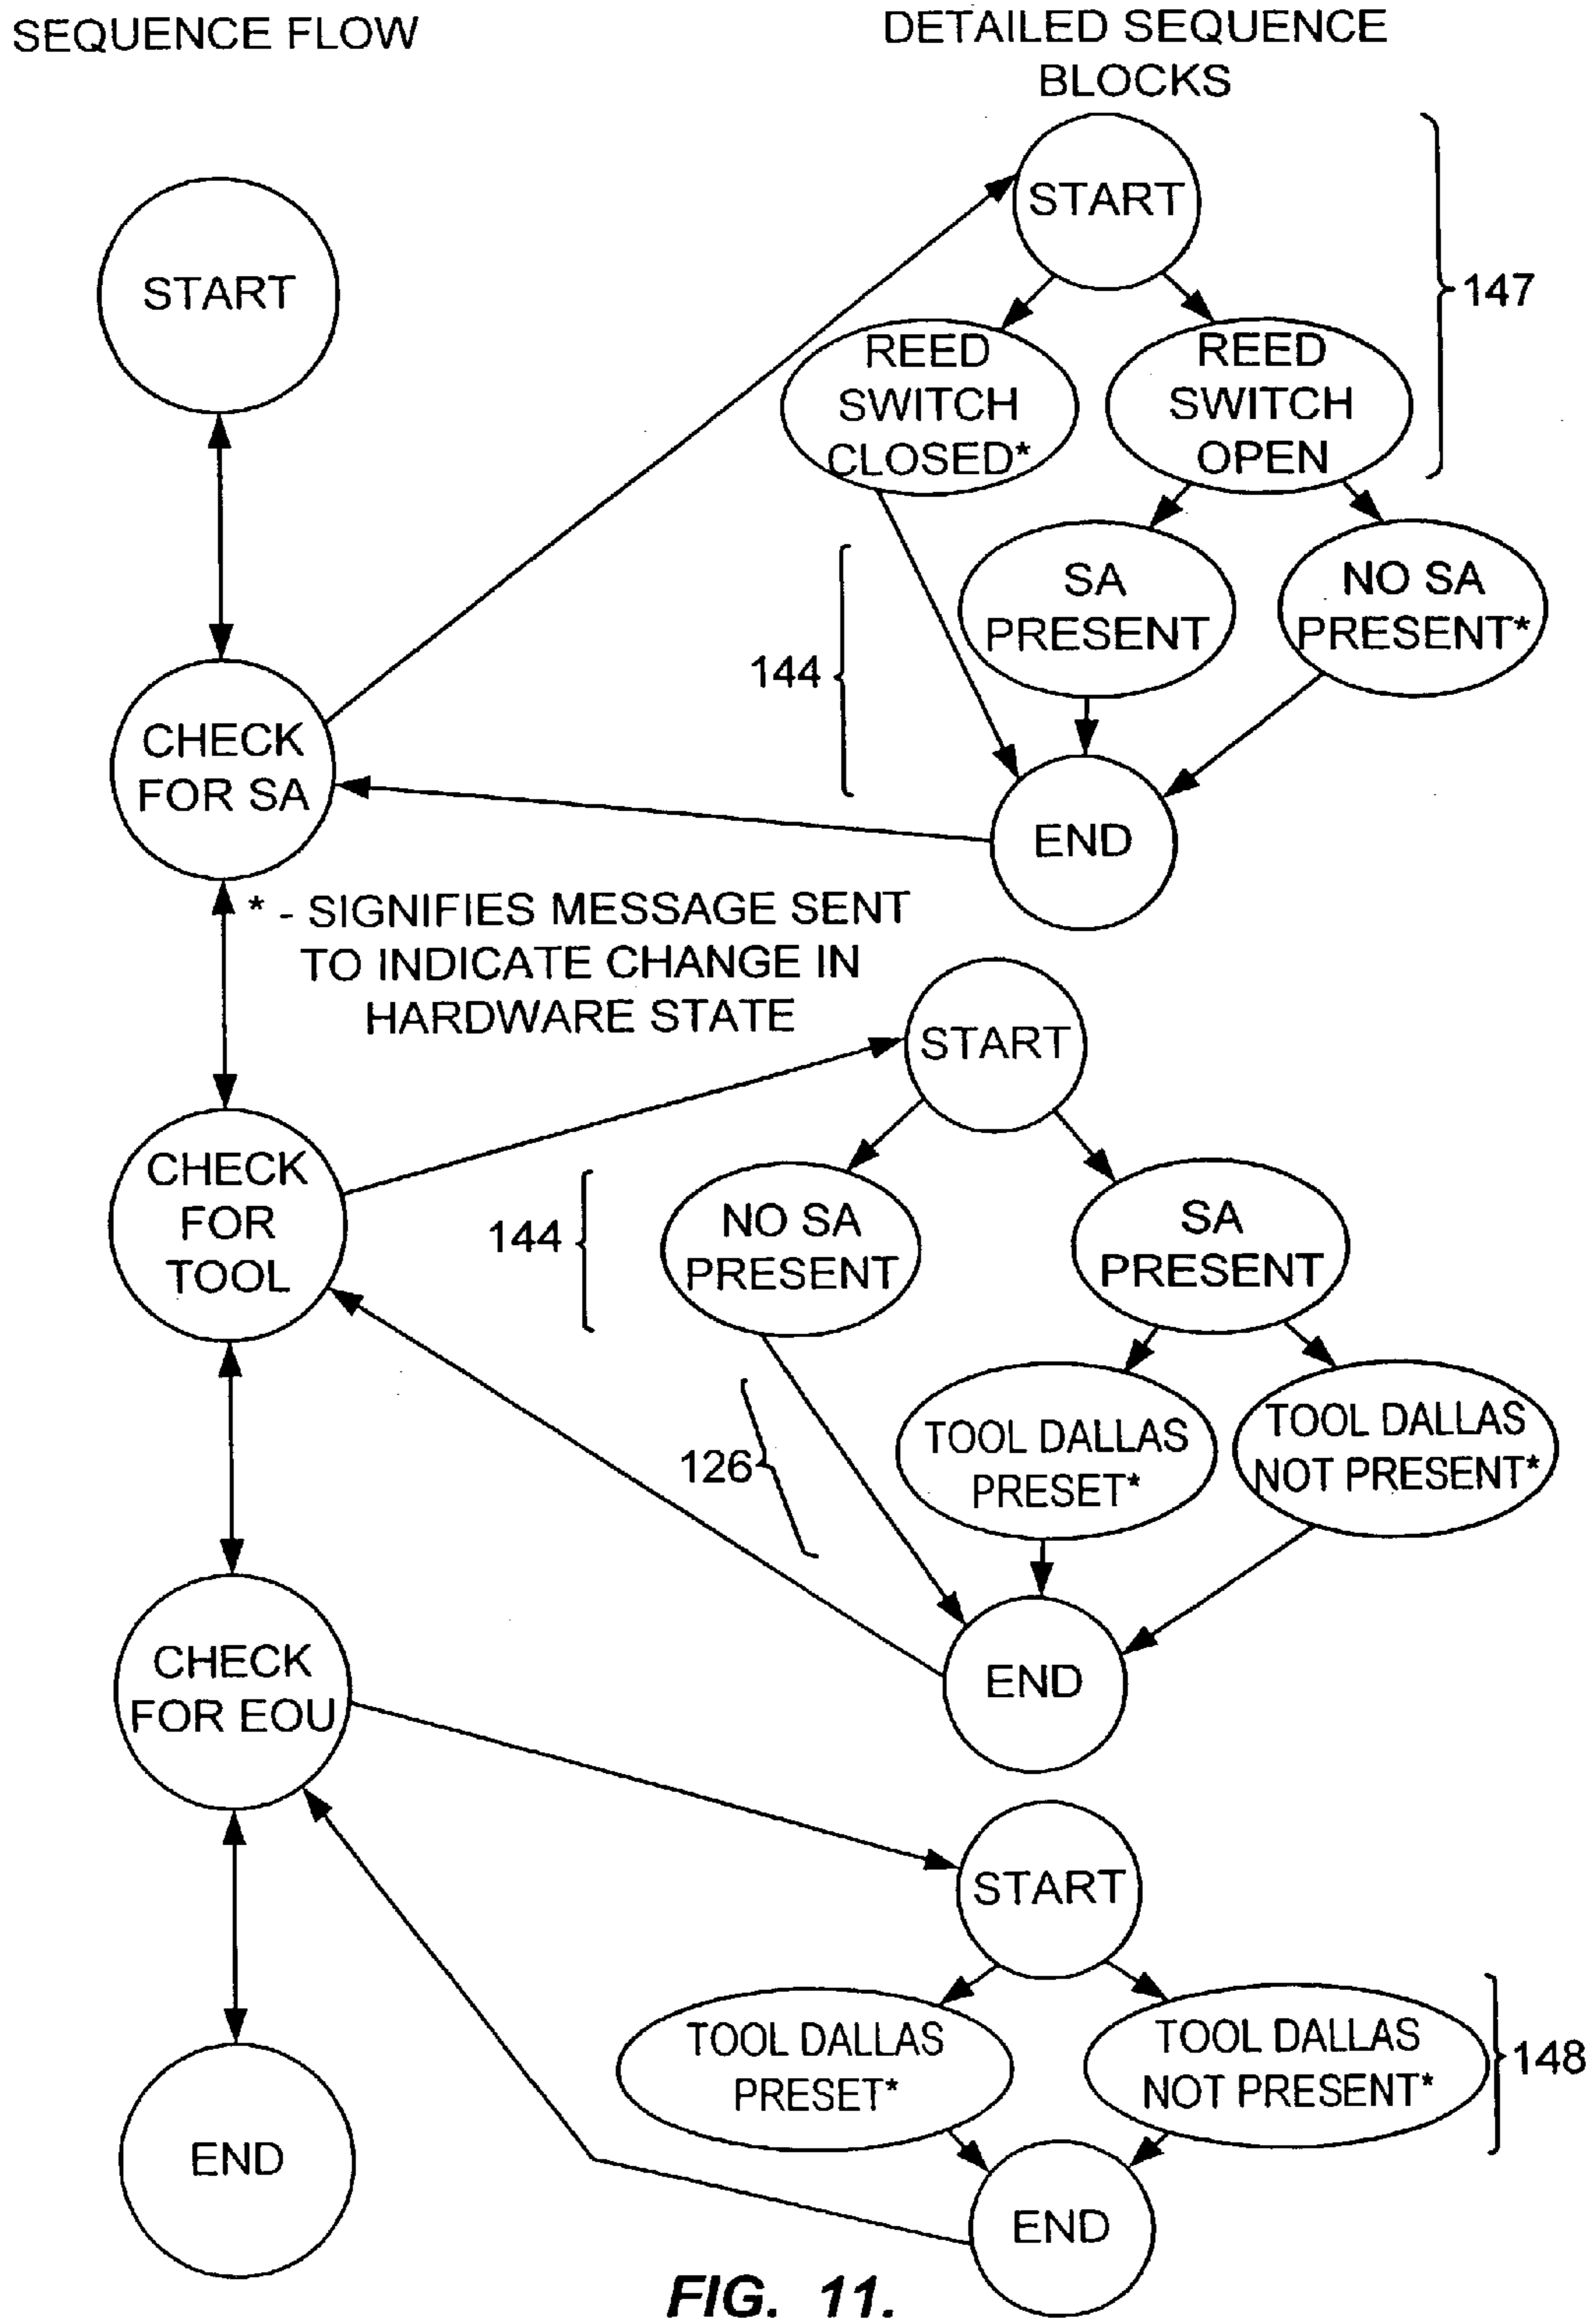 SEQUENCE FLOW
DETAILED SEQUENCE
BLOCKS
START
START
147
REED
SWITCH
CLOSED*
REED
SWITCH
OPEN
SA
PRESENT
NO SA
PRESENT*
144
CHECK
FOR SA
END
* - SIGNIFIES MESSAGE SENT
TO INDICATE CHANGE IN
HARDWARE STATE
START
CHECK
FOR
TOOL
144
NO SA
PRESENT
SA
PRESENT
126
TOOL DALLAS
PRESET*
TOOL DALLAS
NOT PRESENT*
END
CHECK
FOR EOU
START
TOOL DALLAS
PRESET*
TOOL DALLAS
NOT PRESENT*
148
END
END
FIG. 11.